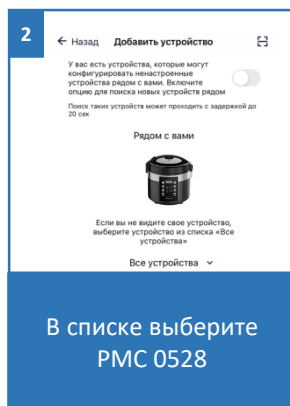 2
← Назад Добавить устройство
У вас есть устройства, которые могут
конфигурировать ненастроенные
устройства рядом с вами. Включите
опцию для поиска новых устройств рядом
Поиск таких устройств может проходить с задержкой до
20 сек
Рядом с вами
Если вы не видите свое устройство,
выберите устройство из списка «Все
устройства»
Все устройства
В списке выберите
РМС 0528